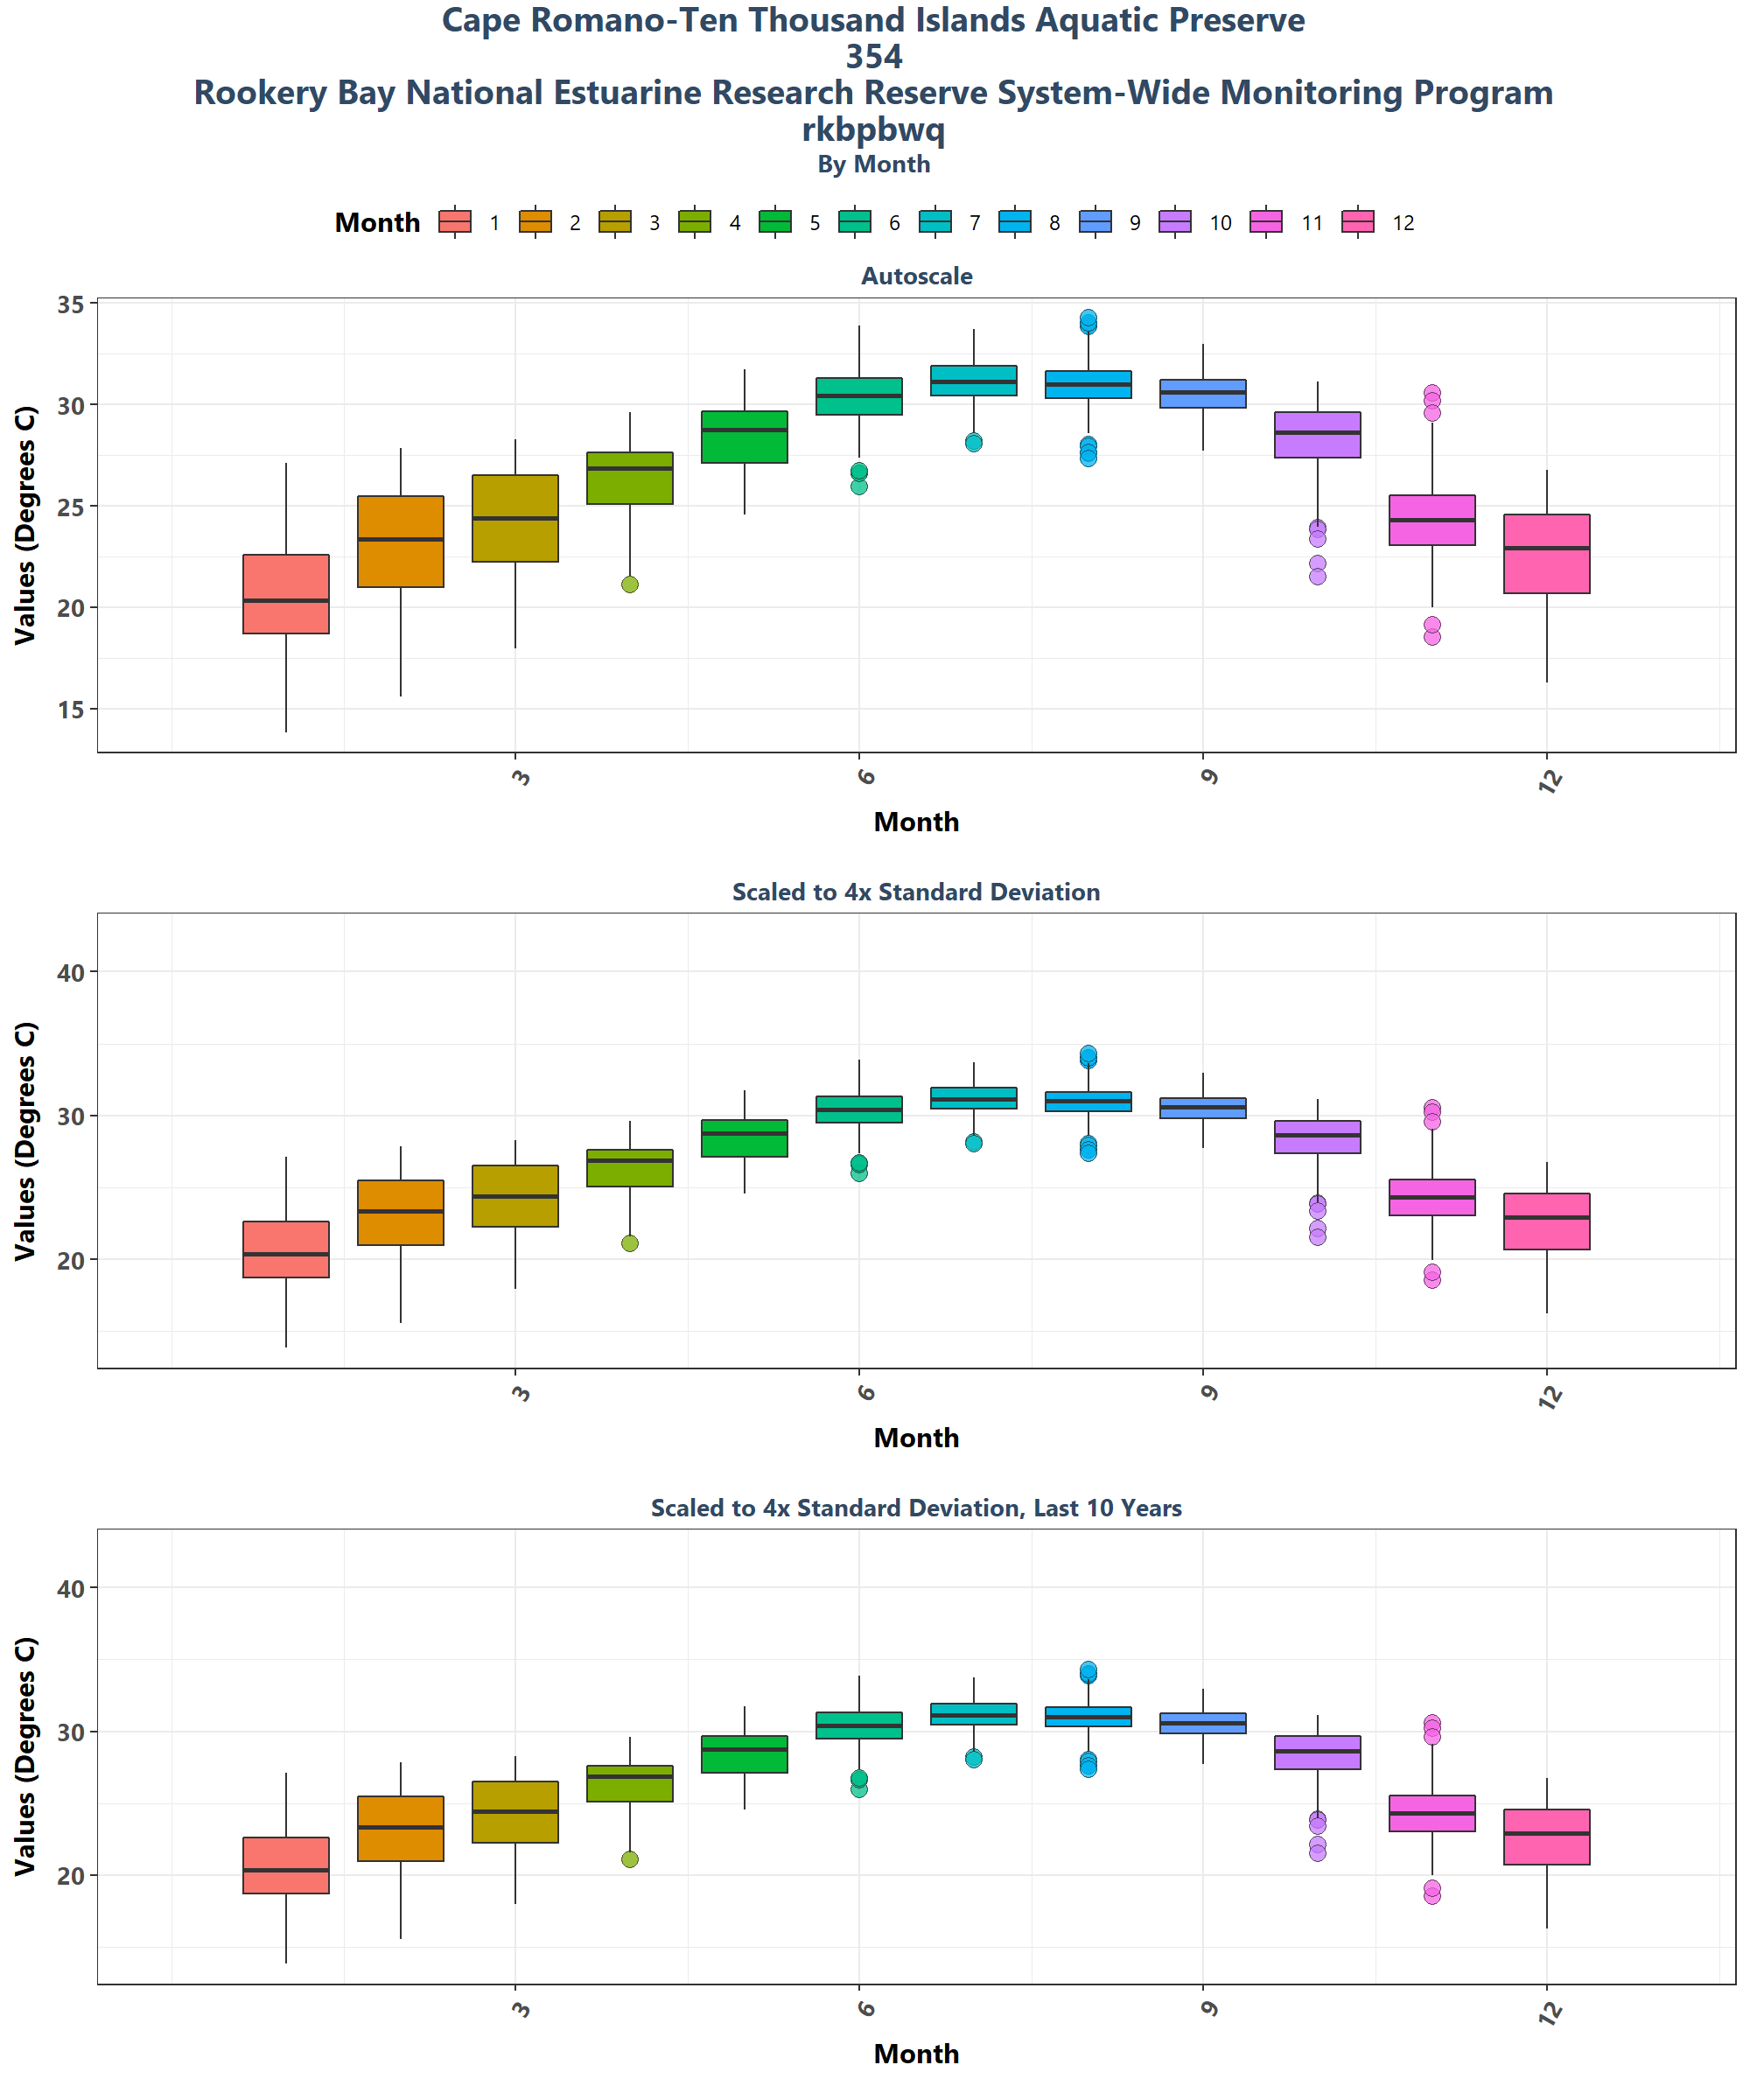 Cape Romano-Ten Thousand Islands Aquatic Preserve
354
Rookery Bay National Estuarine Research Reserve System-Wide Monitoring Program
rkbpbwq
By Month
Month 1 2 3 4 5 6 7 8 9 10 11 12
Autoscale
Values (Degrees C)
35
30
25
20
15
3 6 9 12
Month
Scaled to 4x Standard Deviation
Values (Degrees C)
40
30
20
3 6 9 12
Month
Scaled to 4x Standard Deviation, Last 10 Years
Values (Degrees C)
40
30
20
3 6 9 12
Month